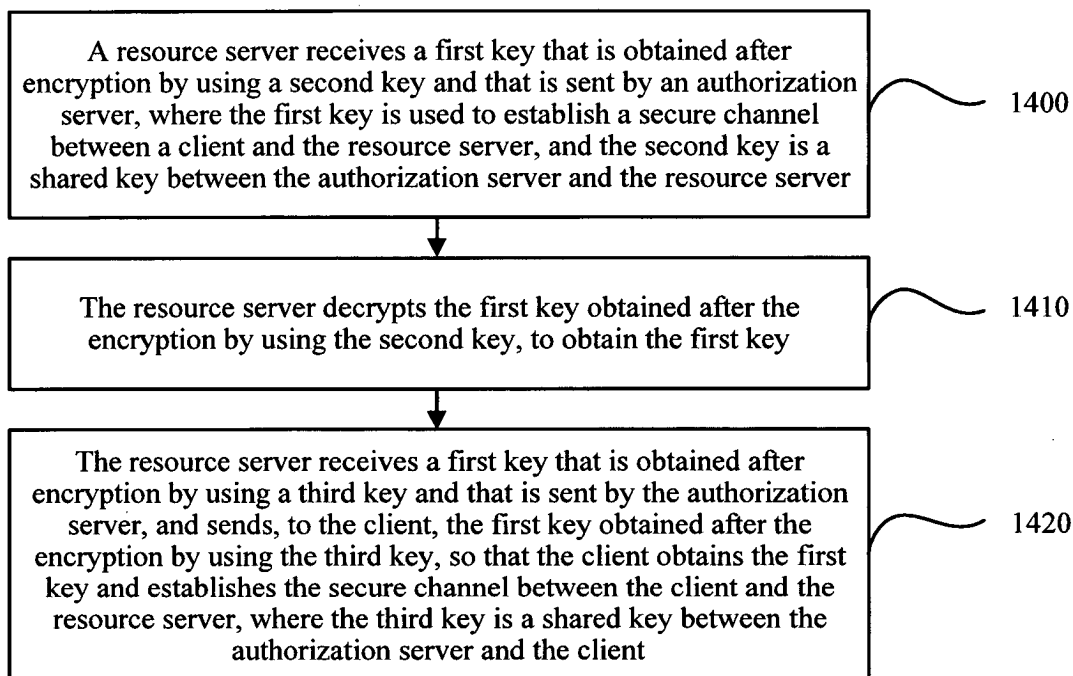 A resource server receives a first key that is obtained after
encryption by using a second key and that is sent by an authorization
server, where the first key is used to establish a secure channel
between a client and the resource server, and the second key is a
shared key between the authorization server and the resource server
1400
The resource server decrypts the first key obtained after the
encryption by using the second key, to obtain the first key
1410
The resource server receives a first key that is obtained after
encryption by using a third key and that is sent by the authorization
server, and sends, to the client, the first key obtained after the
encryption by using the third key, so that the client obtains the first
key and establishes the secure channel between the client and the
resource server, where the third key is a shared key between the
authorization server and the client
1420